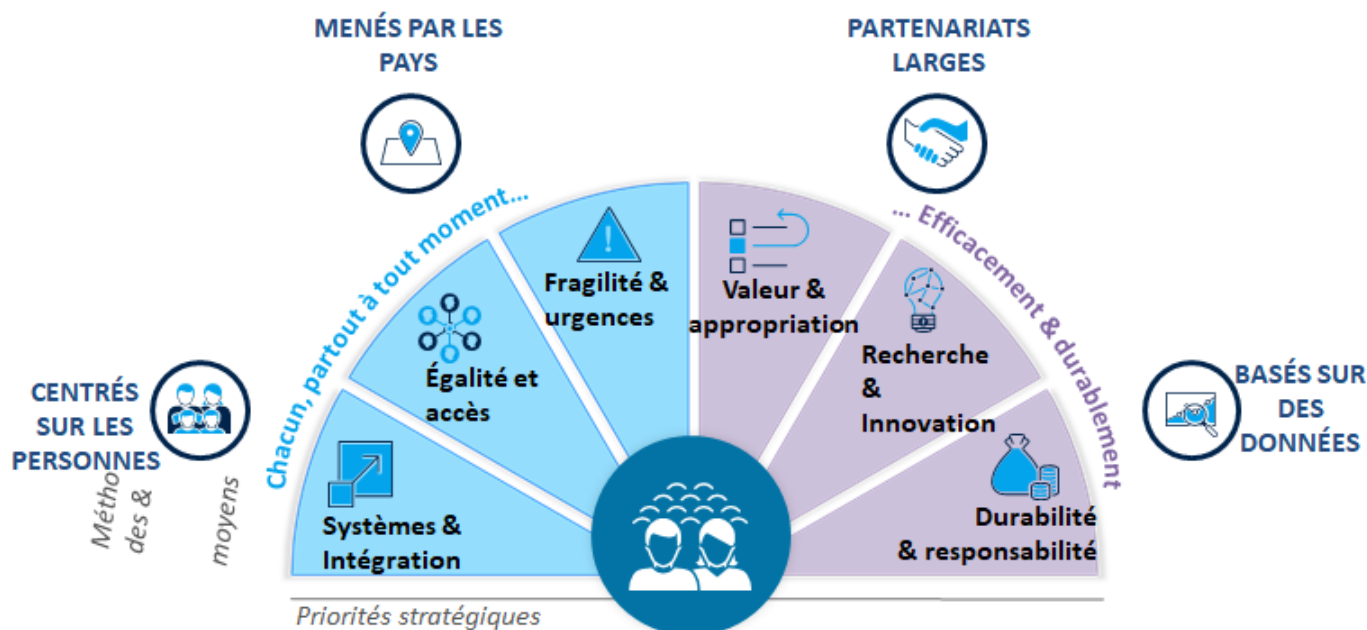 MENÉS PAR LES
PAYS
PARTENARIATS
LARGES
Chacun, partout à tout moment...
... Efficacement & durablement
Fragilité &
urgences
Valeur &
appropriation
Égalité et
accès
Recherche
&
Innovation
CENTRÉS
SUR LES
PERSONNES
BASÉS SUR
DES
DONNÉES
Métho
des &
moyens
Systèmes &
Intégration
Durabilité
& responsabilité
Priorités stratégiques